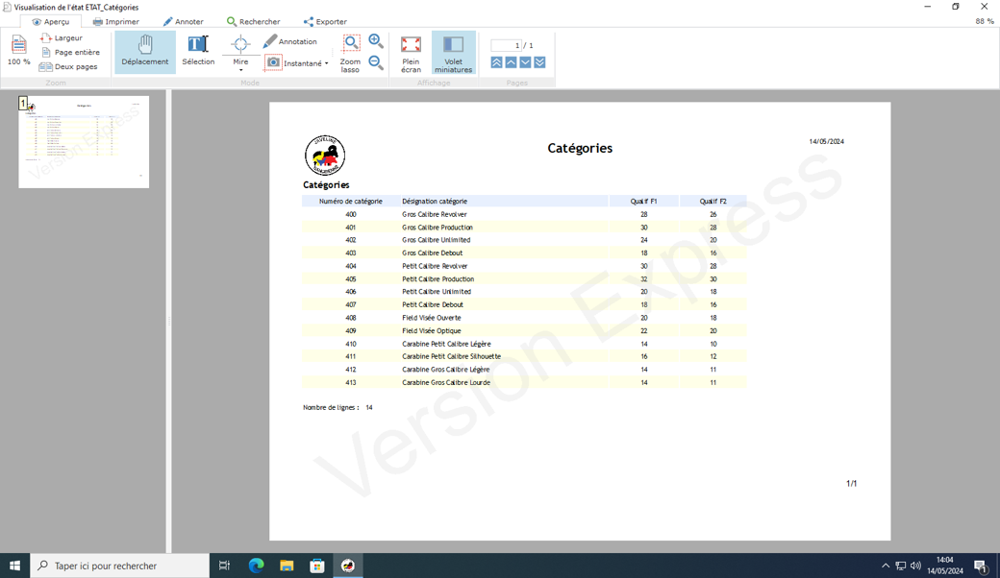 Visualisation de l'état ETAT_Catégories
Aperçu Imprimer Annoter Rechercher Exporter
88 %
100 %
Largeur
Page entière
Deux pages
Zoom
Déplacement
Sélection
Mire
Annotation
Instantané
Mode
Zoom lasso
Plein écran
Volet miniatures
Affichage
1 / 1
Pages
1
JAVELINE
Catégories
14/05/2024
Catégories
Numéro de catégorie Désignation catégorie Qualif F1 Qualif F2
400 Gros Calibre Revolver 28 26
401 Gros Calibre Production 30 28
402 Gros Calibre Unlimited 24 20
403 Gros Calibre Debout 18 16
404 Petit Calibre Revolver 30 28
405 Petit Calibre Production 32 30
406 Petit Calibre Unlimited 20 18
407 Petit Calibre Debout 18 16
408 Field Visée Ouverte 20 18
409 Field Visée Optique 22 20
410 Carabine Petit Calibre Légère 14 10
411 Carabine Petit Calibre Silhouette 16 12
412 Carabine Gros Calibre Légère 14 11
413 Carabine Gros Calibre Lourde 14 11
Nombre de lignes : 14
Version Express
1/1
Taper ici pour rechercher
14:04
14/05/2024
1